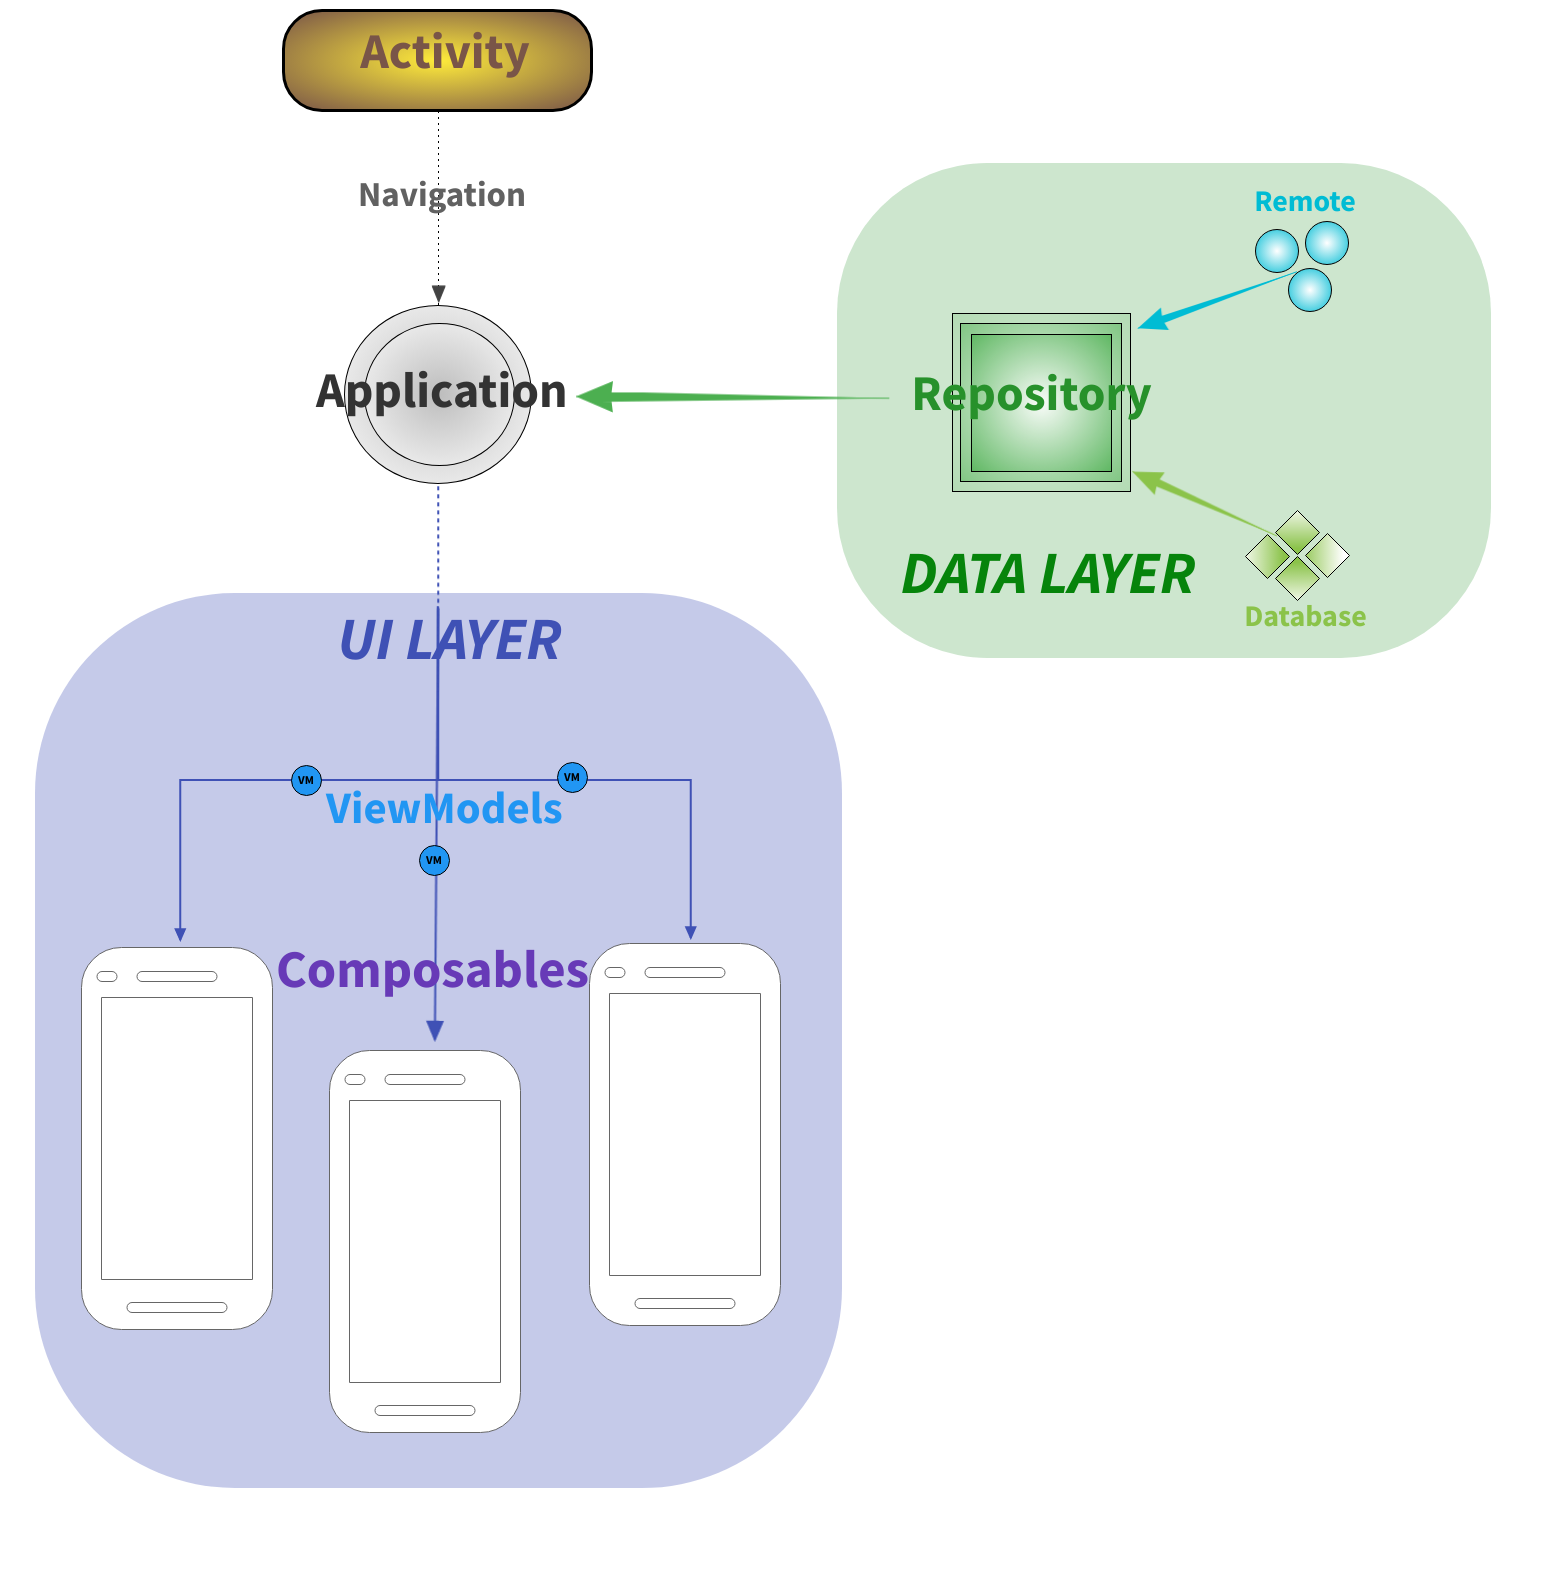 Activity
Navigation
Remote
Application
Repository
DATA LAYER
Database
UI LAYER
VM
VM
ViewModels
VM
Composables